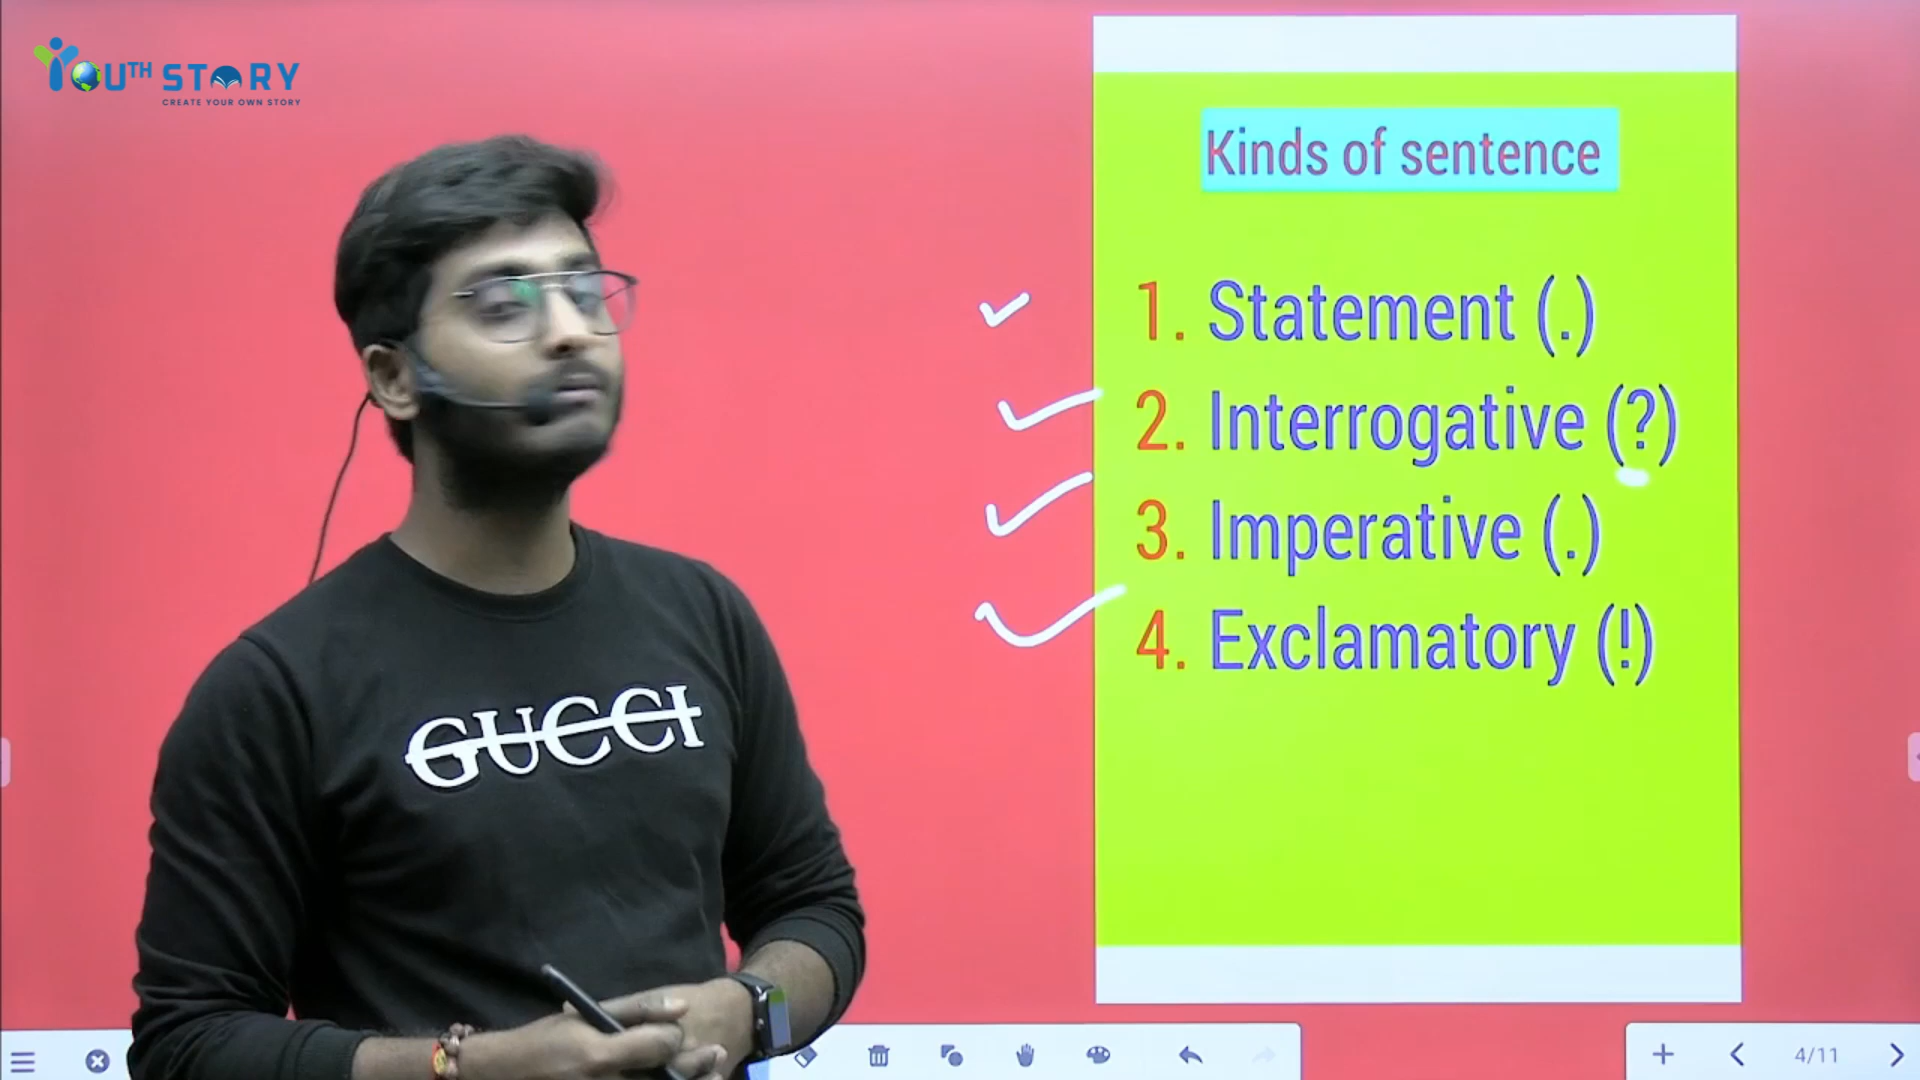 YOUTH STORY
CREATE YOUR OWN STORY
Kinds of sentence
1. Statement (.)
2. Interrogative (?)
3. Imperative (.)
4. Exclamatory (!)
GUCCI
4/11